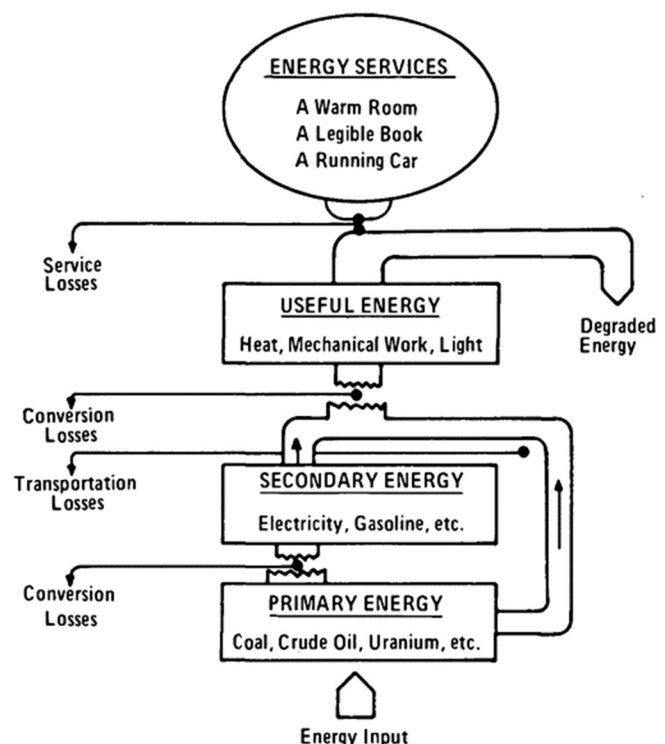 ENERGY SERVICES
A Warm Room
A Legible Book
A Running Car
Service
Losses
USEFUL ENERGY
Heat, Mechanical Work, Light
Degraded
Energy
Conversion
Losses
Transportation
Losses
SECONDARY ENERGY
Electricity, Gasoline, etc.
Conversion
Losses
PRIMARY ENERGY
Coal, Crude Oil, Uranium, etc.
Energy Input